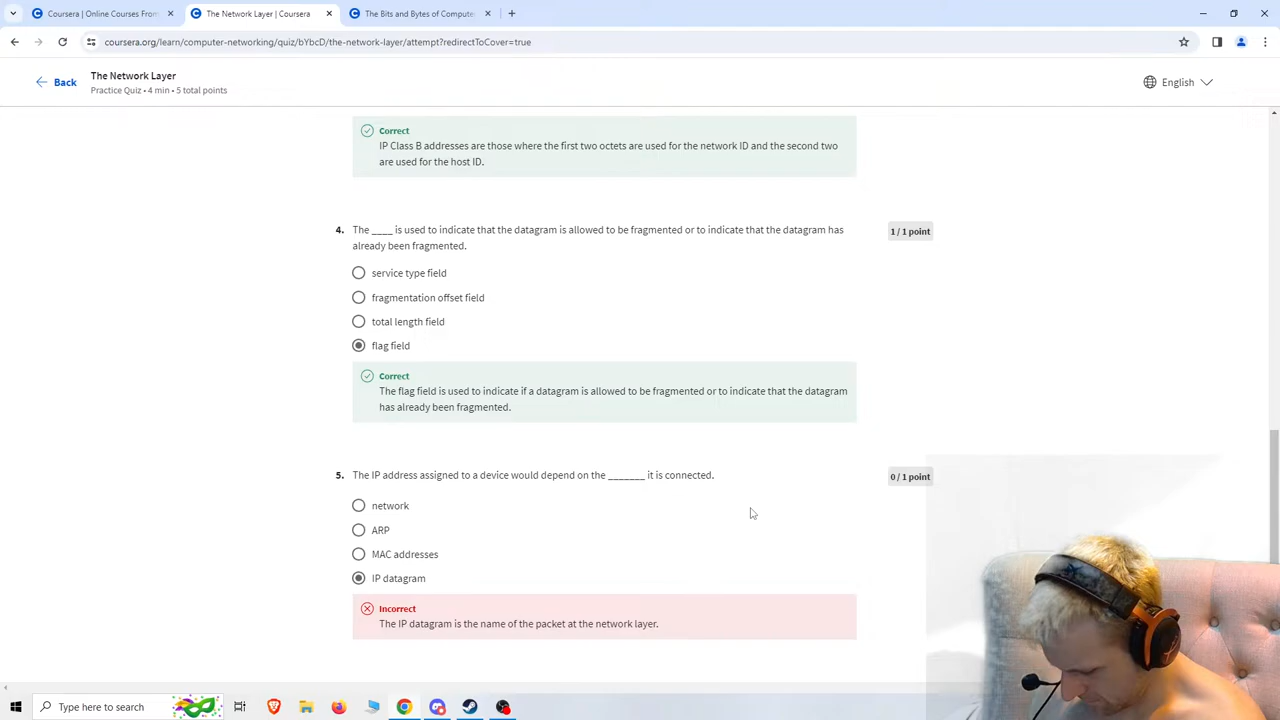 Coursera | Online Courses From
The Network Layer | Coursera
The Bits and Bytes of Compute
coursera.org/learn/computer-networking/quiz/bYbcD/the-network-layer/attempt?redirectToCover=true
Back
The Network Layer
Practice Quiz • 4 min • 5 total points
English
Correct
IP Class B addresses are those where the first two octets are used for the network ID and the second two
are used for the host ID.
4. The ____ is used to indicate that the datagram is allowed to be fragmented or to indicate that the datagram has
already been fragmented.
1 / 1 point
service type field
fragmentation offset field
total length field
flag field
Correct
The flag field is used to indicate if a datagram is allowed to be fragmented or to indicate that the datagram
has already been fragmented.
5. The IP address assigned to a device would depend on the _______ it is connected.
0 / 1 point
network
ARP
MAC addresses
IP datagram
Incorrect
The IP datagram is the name of the packet at the network layer.
Type here to search